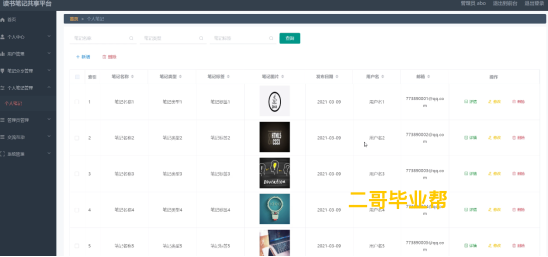 读书笔记共享平台
管理员 abo 退出到前台 退出登录
首页
首页 个人笔记
个人中心
用户管理
笔记分享管理
个人笔记管理
个人笔记
管理员管理
系统管理
笔记名称 笔记类型 笔记标签 查询
新增 删除
索引 笔记名称 笔记类型 笔记标签 笔记图片 发布日期 用户名 邮箱 操作
1 笔记名称1 笔记类型1 笔记标签1 2021-03-09 用户名1 773890001@qq.com 详情 修改 删除
2 笔记名称2 笔记类型2 笔记标签2 HTML5 CSS3 2021-03-09 用户名2 773890002@qq.com 详情 修改 删除
3 笔记名称3 笔记类型3 笔记标签3 2021-03-09 用户名3 773890003@qq.com 详情 修改 删除
二哥毕业帮
4 笔记名称4 笔记类型4 笔记标签4 2021-03-09 用户名4 773890004@qq.com 详情 修改 删除
5 笔记名称5 笔记类型5 笔记标签5 2021-03-09 用户名5 773890005@qq.com 详情 修改 删除